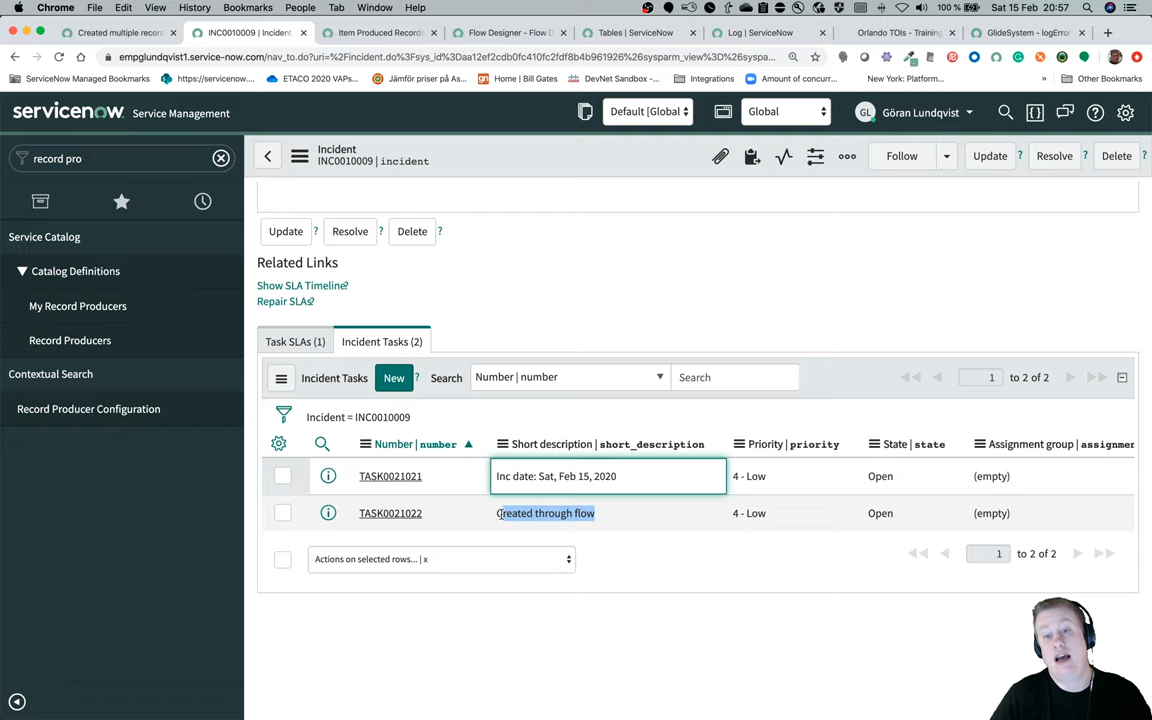 Chrome File Edit View History Bookmarks People Tab Window Help 100 % Sat 15 Feb 20:57
Created multiple recor INC0010009 | Incident Item Produced Records Flow Designer - Flow D Tables | ServiceNow Log | ServiceNow Orlando TOIs - Training GlideSystem - logError
empglundqvist1.service-now.com/nav_to.do?uri=%2Fincident.do%3Fsys_id%3Daa12ef2cdb0fc410d7cf8b4b961926%26sysparm_view%3D%26syspa...
ServiceNow Managed Bookmarks https://servicenow. ETACO 2020 VAPs... Jämför priser på As... Home | Bill Gates DevNet Sandbox -... Integrations Amount of concurr... New York: Platform... » Other Bookmarks
servicenow Service Management Default [Global Global GL Göran Lundqvist
record pro
Incident
INC0010009 | incident
Follow Update ? Resolve ? Delete ?
Service Catalog
Catalog Definitions
My Record Producers
Record Producers
Contextual Search
Record Producer Configuration
Update ? Resolve ? Delete ?
Related Links
Show SLA Timeline?
Repair SLAs?
Task SLAs (1) Incident Tasks (2)
Incident Tasks New ? Search Number | number Search 1 to 2 of 2
Incident = INC0010009
Number | number Short description | short_description Priority | priority State | state Assignment group | assignmen
TASK0021021 Inc date: Sat, Feb 15, 2020 4 - Low Open (empty)
TASK0021022 Created through flow 4 - Low Open (empty)
Actions on selected rows... | x 1 to 2 of 2